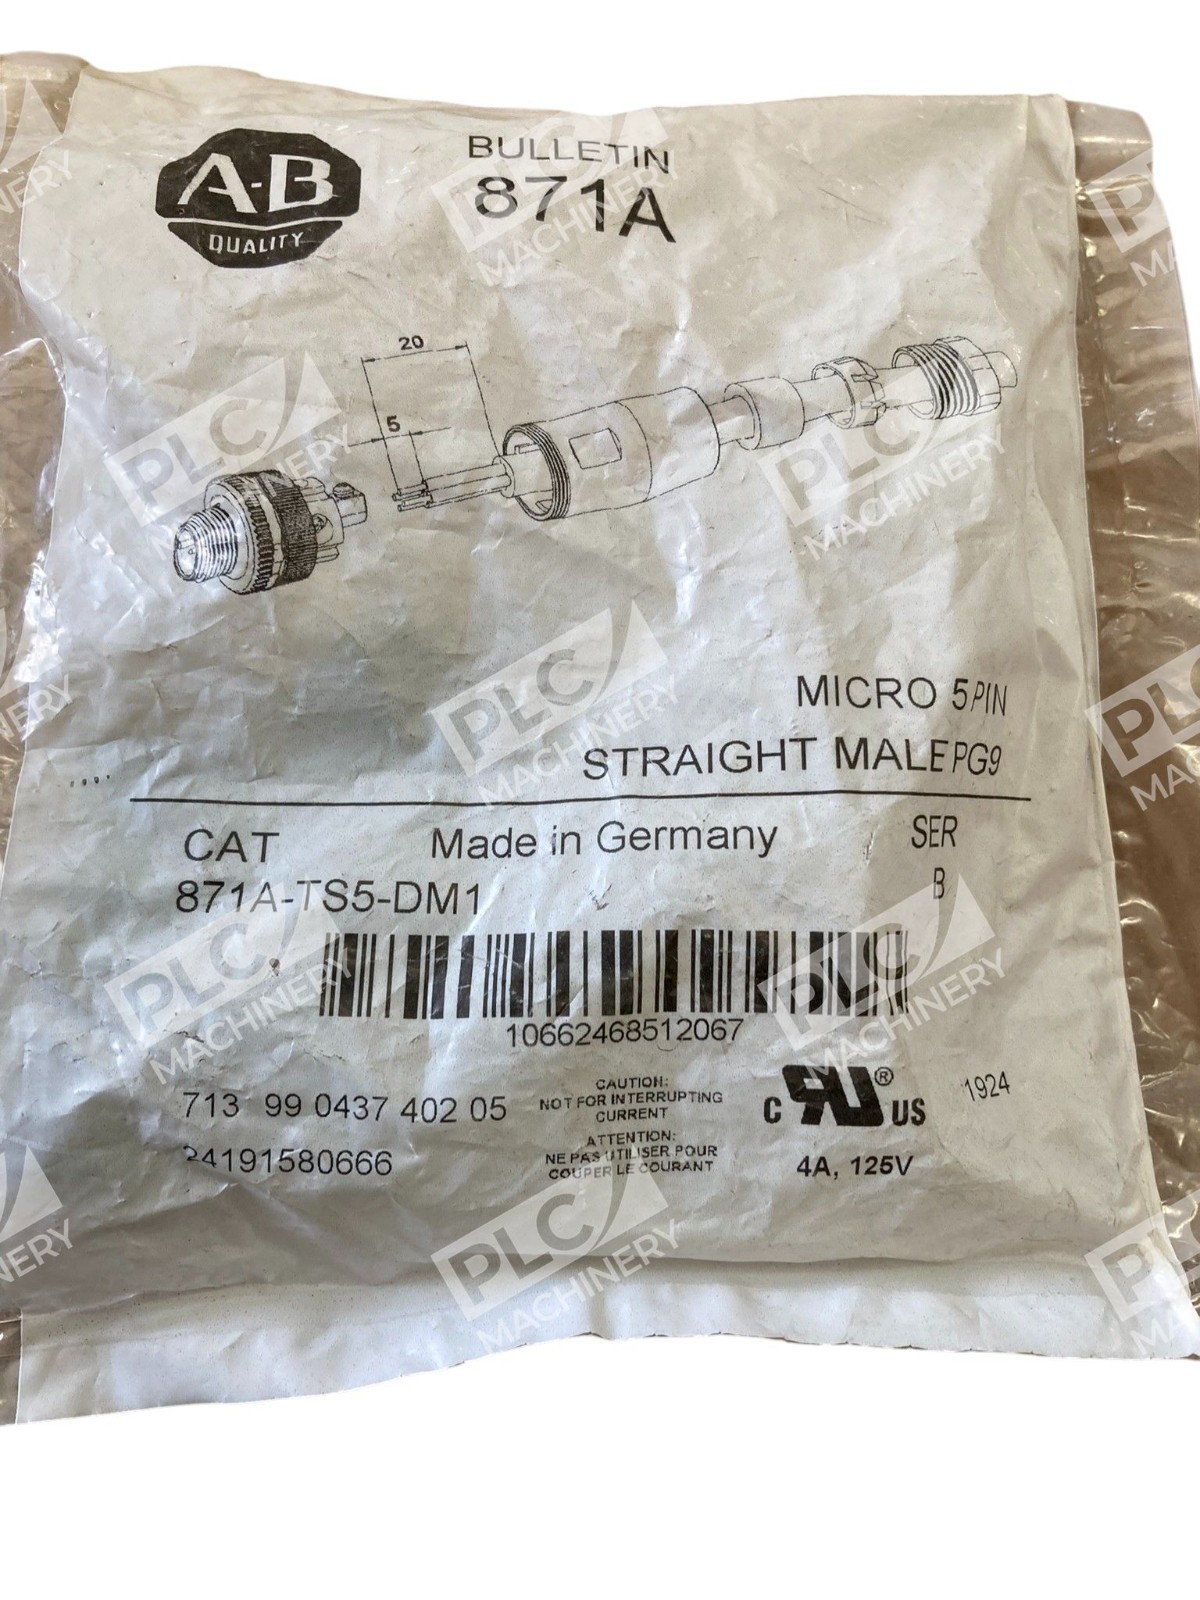 A-B
QUALITY
BULLETIN
871A
20
5
MICRO 5 PIN
STRAIGHT MALE PG9
CAT
Made in Germany
SER
871A-TS5-DM1
B
10662468512067
713 99 0437 402 05
24191580666
CAUTION:
NOT FOR INTERRUPTING
CURRENT
ATTENTION:
NE PAS UTILISER POUR
COUPER LE COURANT
C RU® US
4A, 125V
1924
PLC
MACHINERY